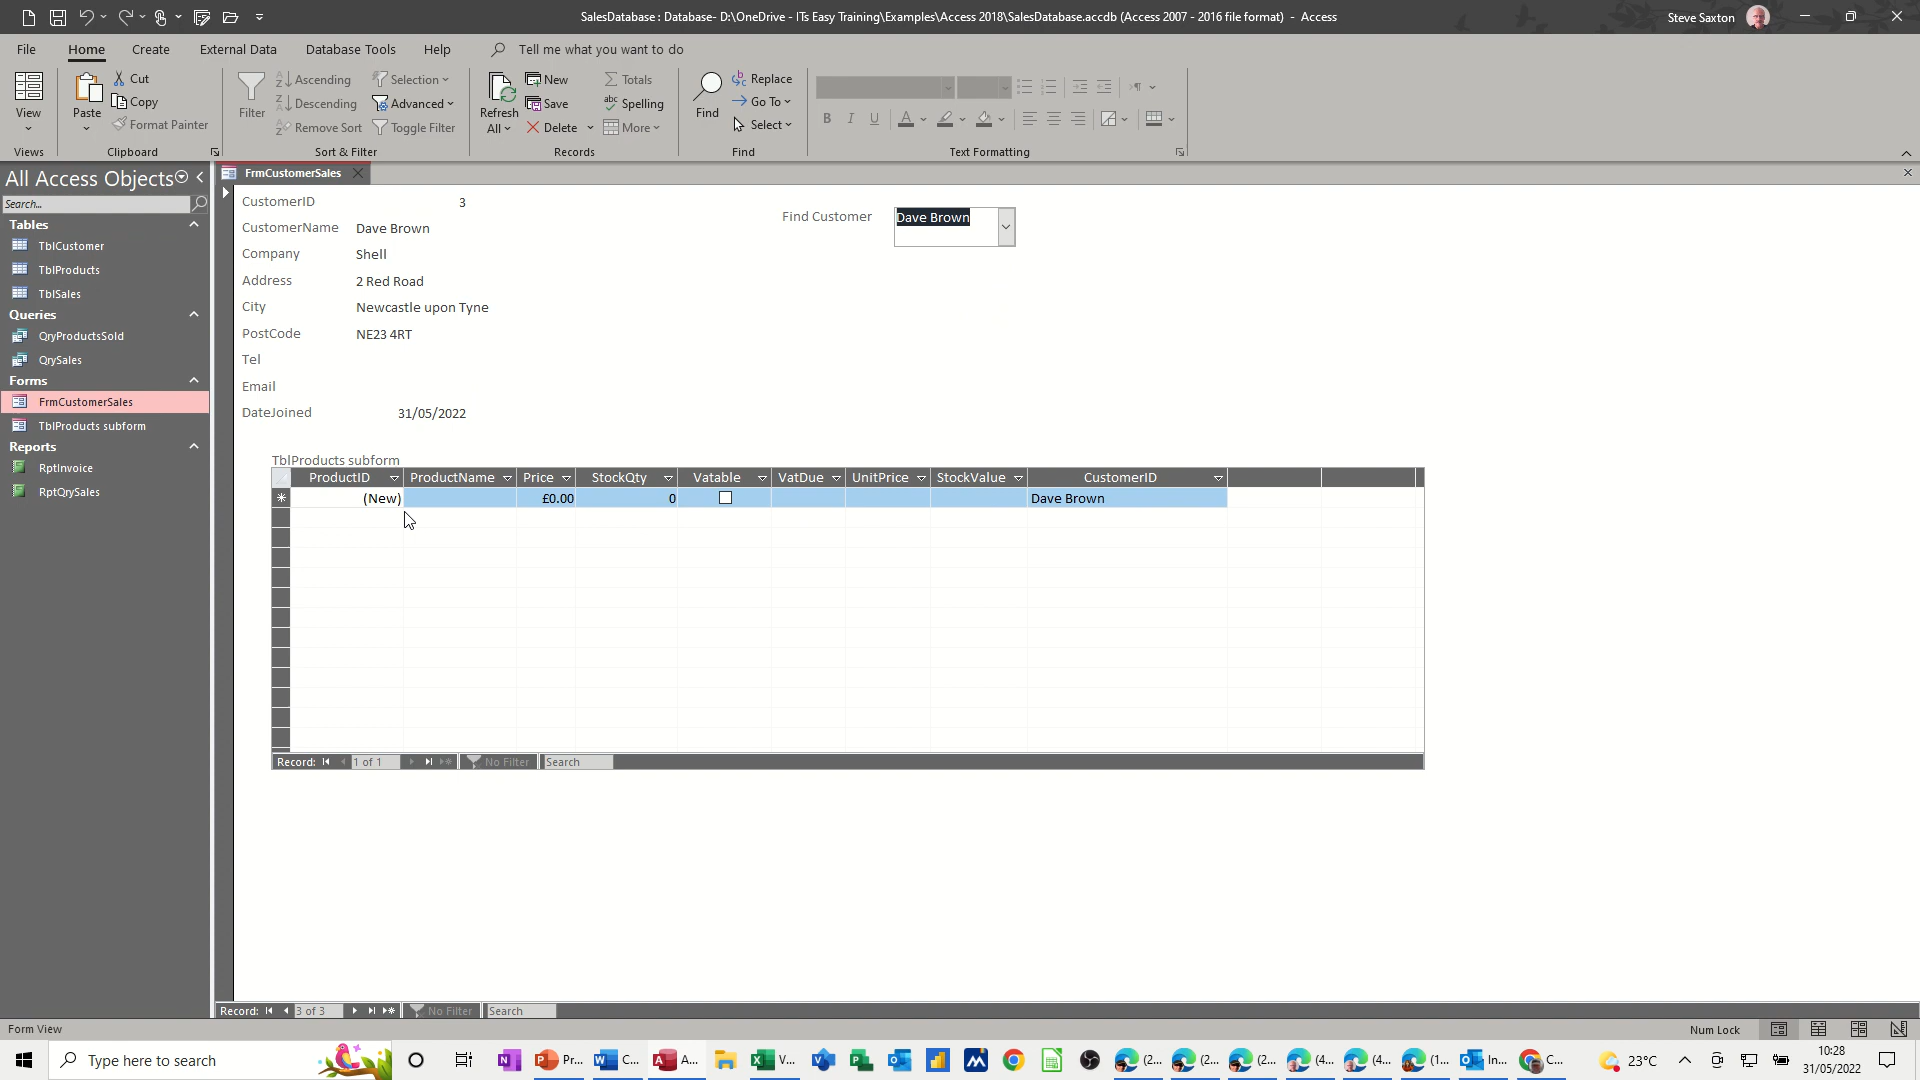 SalesDatabase : Database- D:\OneDrive - ITs Easy Training\Examples\Access 2018\SalesDatabase.accdb (Access 2007 - 2016 file format)  -  Access
Steve Saxton
File
Home
Create
External Data
Database Tools
Help
Tell me what you want to do
View
Views
Paste
Cut
Copy
Format Painter
Clipboard
Filter
Ascending
Descending
Remove Sort
Selection
Advanced
Toggle Filter
Sort & Filter
Refresh
All
New
Save
Delete
Totals
Spelling
More
Records
Find
Replace
Go To
Select
Find
B I U A
Text Formatting
All Access Objects
Search...
Tables
TblCustomer
TblProducts
TblSales
Queries
QryProductsSold
QrySales
Forms
FrmCustomerSales
TblProducts subform
Reports
RptInvoice
RptQrySales
FrmCustomerSales
CustomerID 3
CustomerName Dave Brown
Company Shell
Address 2 Red Road
City Newcastle upon Tyne
PostCode NE23 4RT
Tel
Email
DateJoined 31/05/2022
Find Customer Dave Brown
TblProducts subform
ProductID ProductName Price StockQty Vatable VatDue UnitPrice StockValue CustomerID
(New) £0.00 0 Dave Brown
Record: 1 of 1 No Filter Search
Record: 3 of 3 No Filter Search
Form View
Num Lock
Type here to search
Pr...
C...
A...
V...
(2...
(2...
(2...
(4...
(4...
(1...
In...
C...
23°C
10:28
31/05/2022